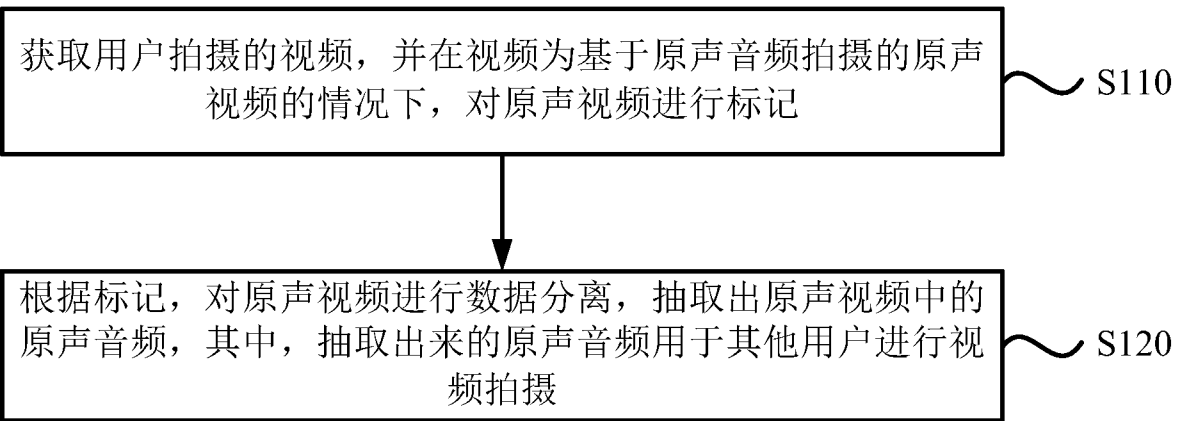 获取用户拍摄的视频，并在视频为基于原声音频拍摄的原声
视频的情况下，对原声视频进行标记
S110
根据标记，对原声视频进行数据分离，抽取出原声视频中的
原声音频，其中，抽取出来的原声音频用于其他用户进行视
频拍摄
S120